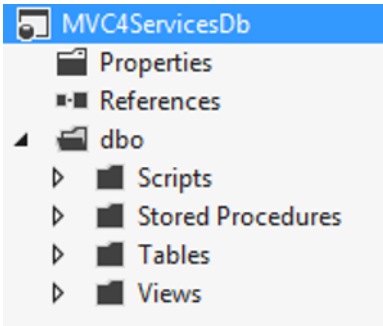 MVC4ServicesDb
Properties
References
dbo
Scripts
Stored Procedures
Tables
Views